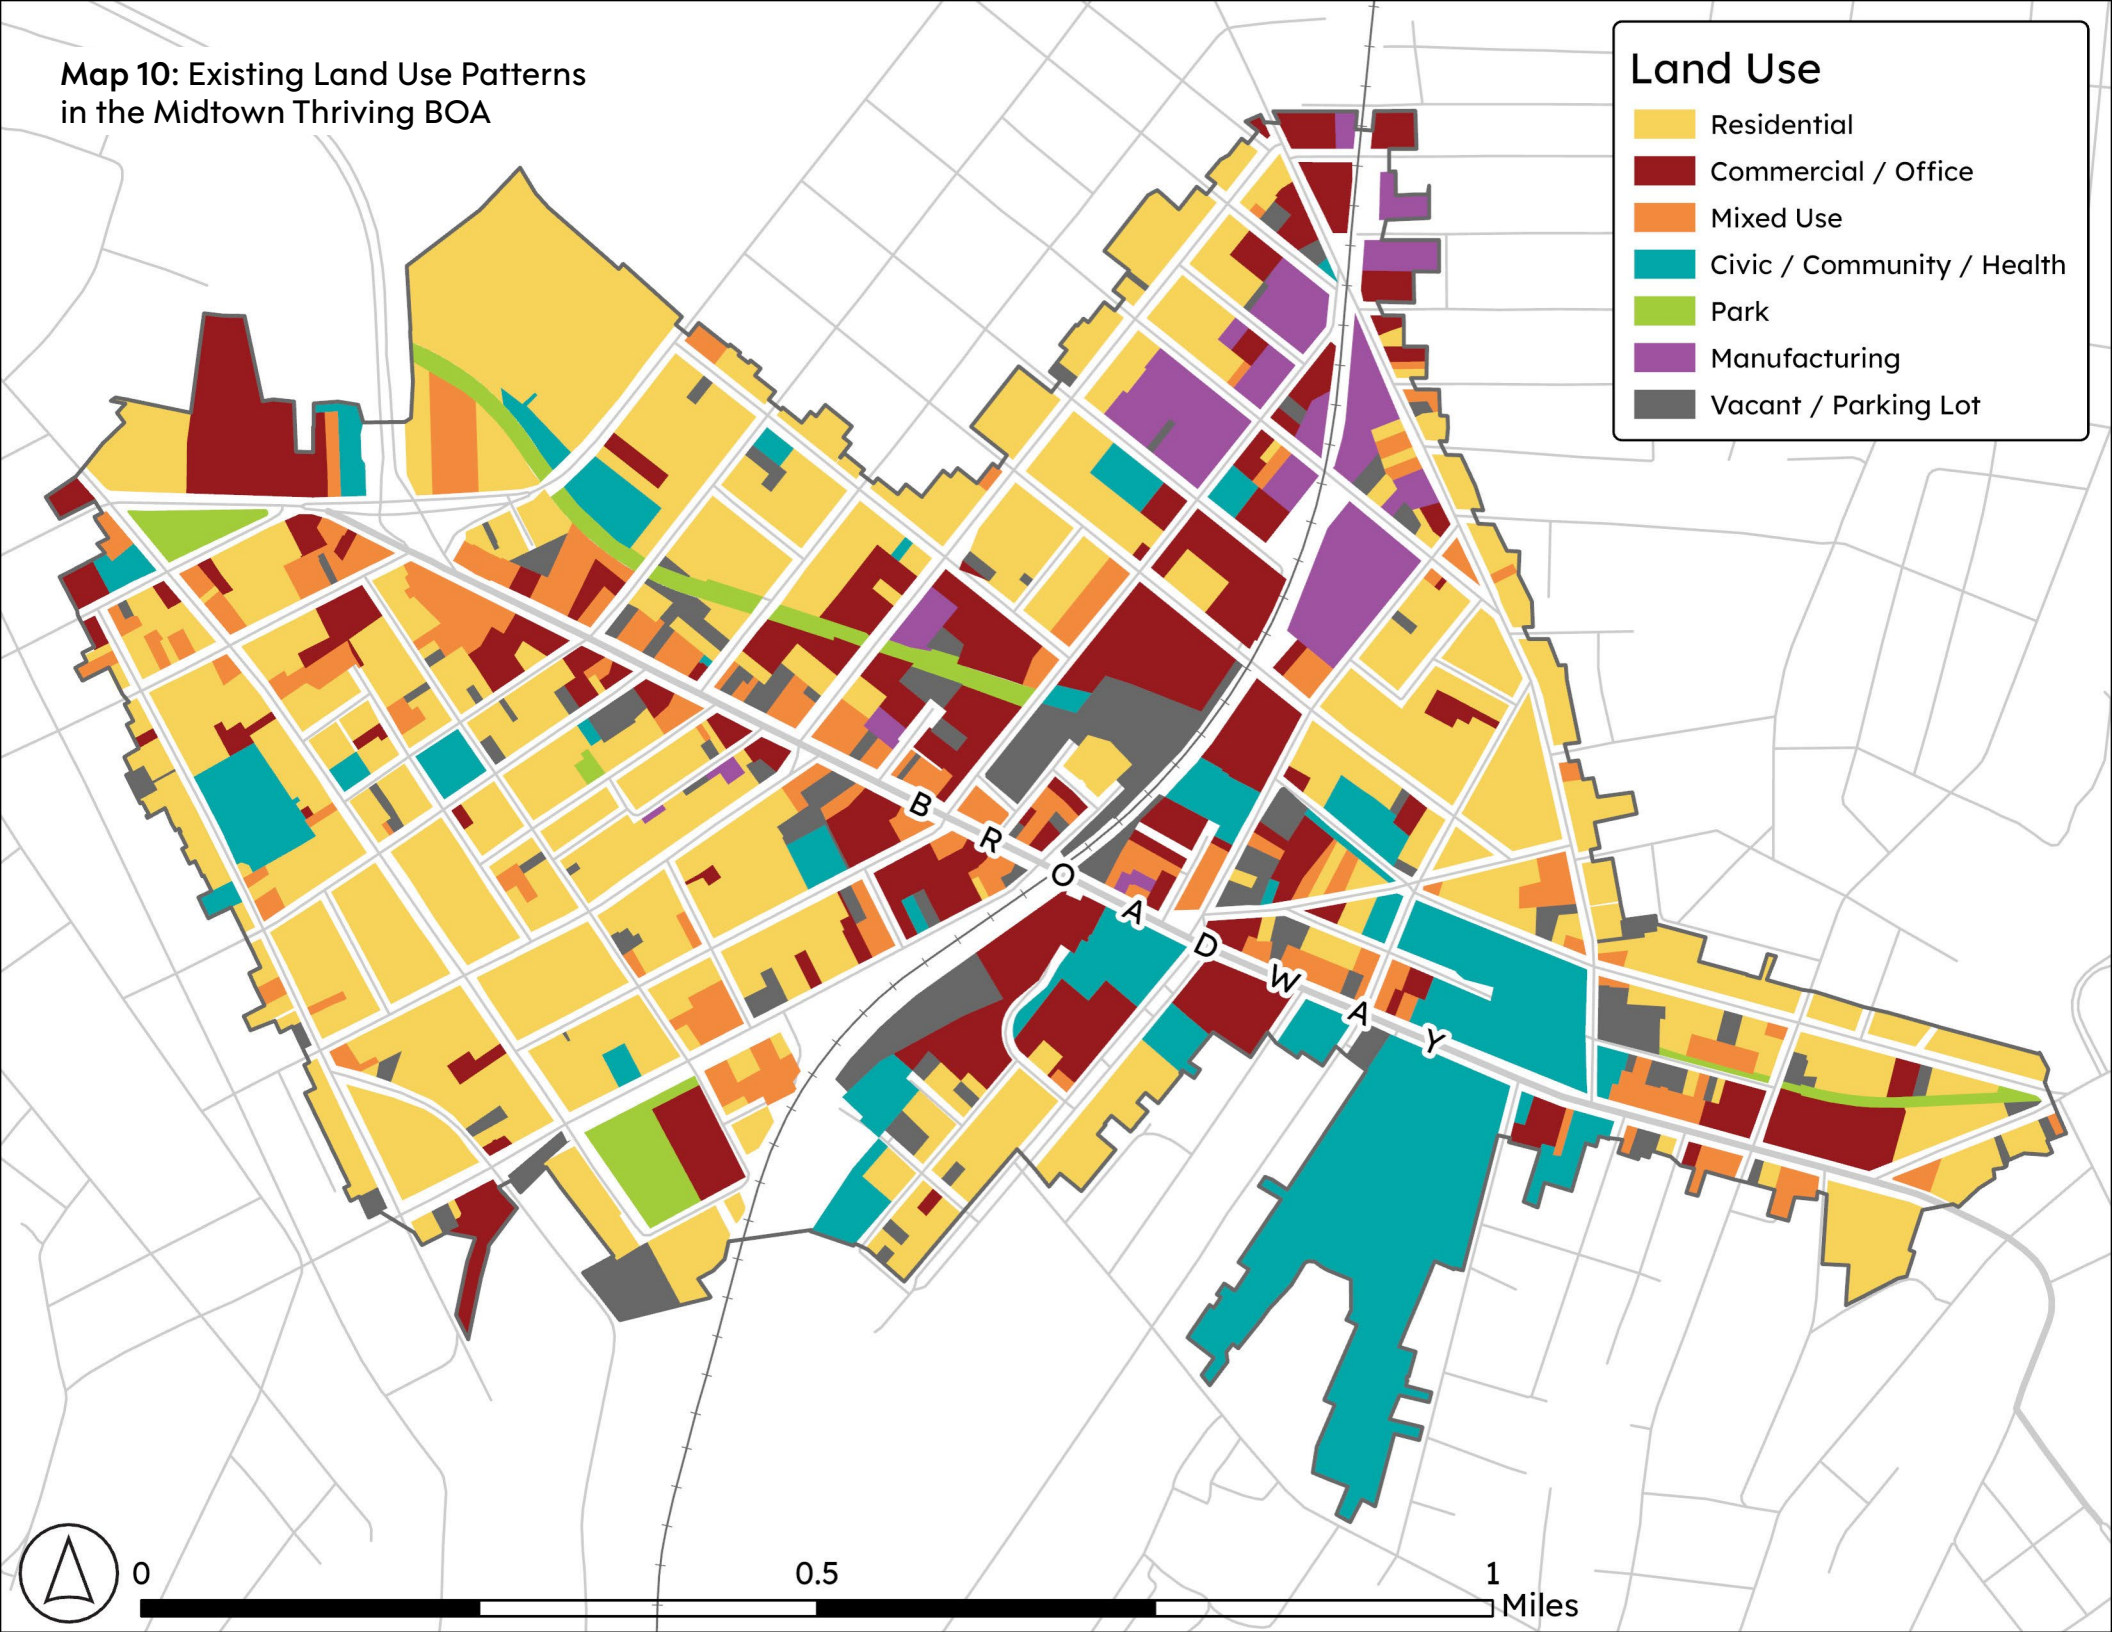 Map 10: Existing Land Use Patterns
in the Midtown Thriving BOA
Land Use
Residential
Commercial / Office
Mixed Use
Civic / Community / Health
Park
Manufacturing
Vacant / Parking Lot
BROADWAY
0 0.5 1
Miles